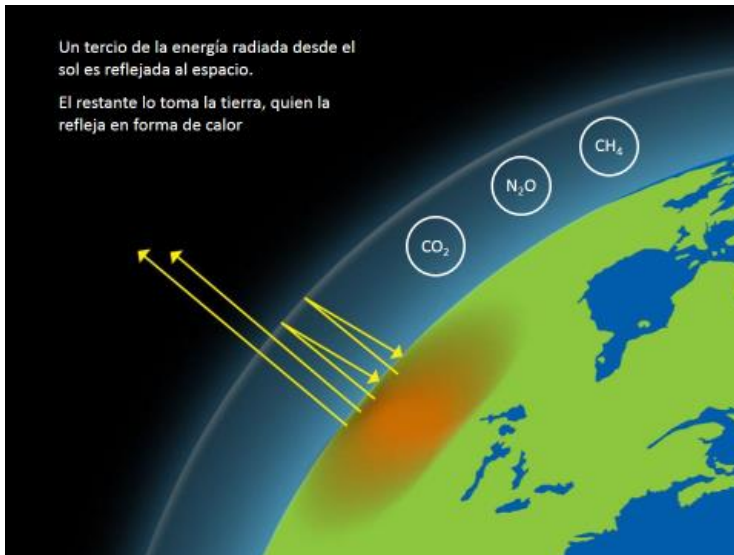 Un tercio de la energía radiada desde el
sol es reflejada al espacio.
El restante lo toma la tierra, quien la
refleja en forma de calor
CH₄
N₂O
CO₂